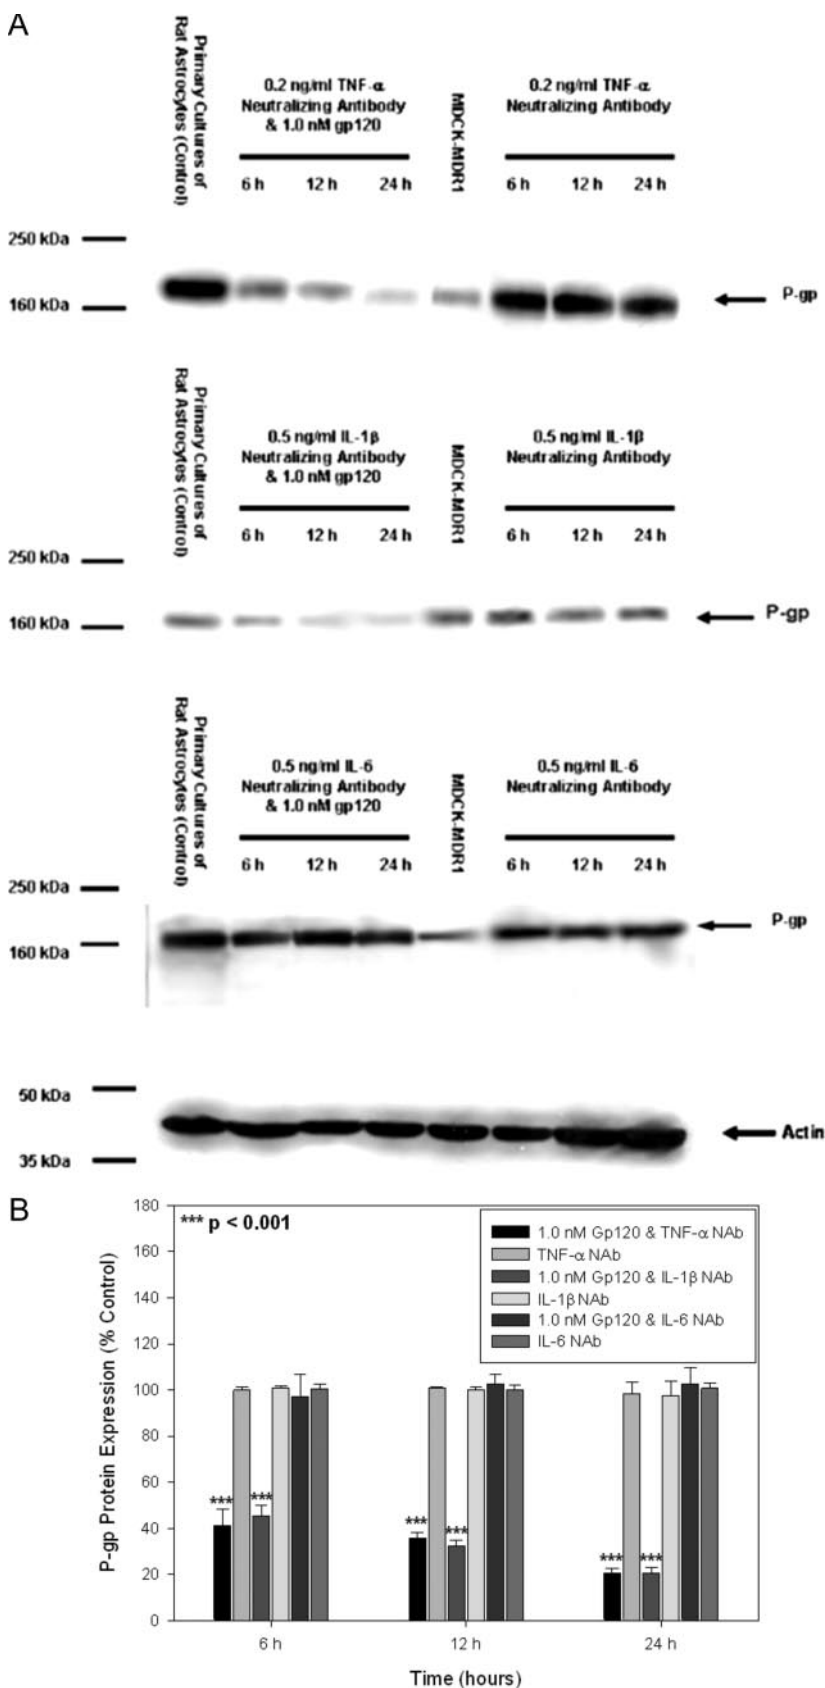 A
Primary Cultures of
Rat Astrocytes (Control)
0.2 ng/ml TNF-α
Neutralizing Antibody
& 1.0 nM gp120
6 h 12 h 24 h
MDCK-MDR1
0.2 ng/ml TNF-α
Neutralizing Antibody
6 h 12 h 24 h
250 kDa
160 kDa
P-gp
Primary Cultures of
Rat Astrocytes (Control)
0.5 ng/ml IL-1β
Neutralizing Antibody
& 1.0 nM gp120
6 h 12 h 24 h
MDCK-MDR1
0.5 ng/ml IL-1β
Neutralizing Antibody
6 h 12 h 24 h
250 kDa
160 kDa
P-gp
Primary Cultures of
Rat Astrocytes (Control)
0.5 ng/ml IL-6
Neutralizing Antibody
& 1.0 nM gp120
6 h 12 h 24 h
MDCK-MDR1
0.5 ng/ml IL-6
Neutralizing Antibody
6 h 12 h 24 h
250 kDa
160 kDa
P-gp
50 kDa
35 kDa
Actin
B
*** p < 0.001
1.0 nM Gp120 & TNF-α NAb
TNF-α NAb
1.0 nM Gp120 & IL-1β NAb
IL-1β NAb
1.0 nM Gp120 & IL-6 NAb
IL-6 NAb
P-gp Protein Expression (% Control)
180
160
140
120
100
80
60
40
20
0
*** ***
*** ***
*** ***
6 h 12 h 24 h
Time (hours)